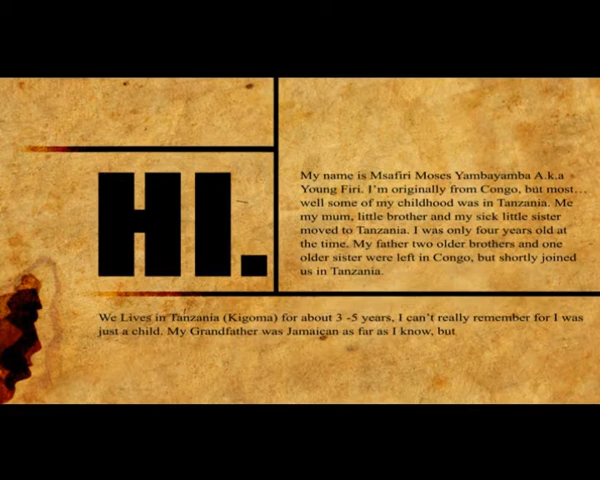 HI.
My name is Msafiri Moses Yambayamba A.k.a
Young Firi. I'm originally from Congo, but most...
well some of my childhood was in Tanzania. Me
my mum, little brother and my sick little sister
moved to Tanzania. I was only four years old at
the time. My father two older brothers and one
older sister were left in Congo, but shortly joined
us in Tanzania.
We Lives in Tanzania (Kigoma) for about 3 -5 years, I can't really remember for I was
just a child. My Grandfather was Jamaican as far as I know, but